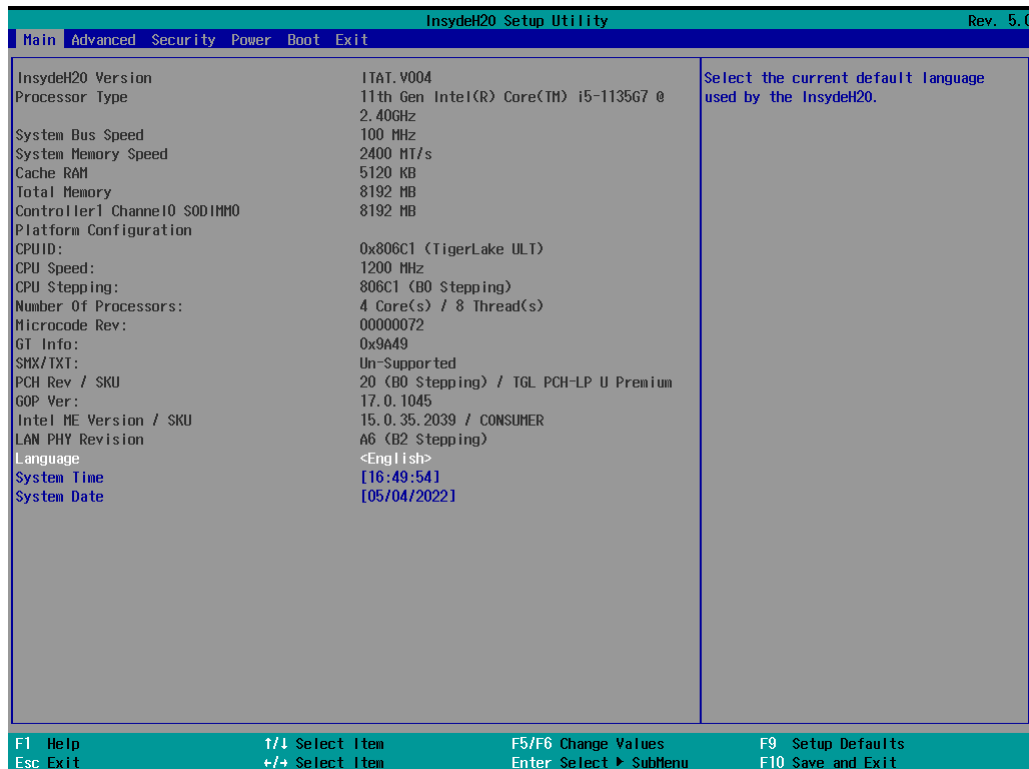 InsydeH20 Setup Utility Rev. 5.0
Main Advanced Security Power Boot Exit
InsydeH20 Version ITAT.V004
Processor Type 11th Gen Intel(R) Core(TM) i5-1135G7 @
2.40GHz
System Bus Speed 100 MHz
System Memory Speed 2400 MT/s
Cache RAM 5120 KB
Total Memory 8192 MB
Controller1 Channel0 SODIMM0 8192 MB
Platform Configuration
CPUID: 0x806C1 (TigerLake ULT)
CPU Speed: 1200 MHz
CPU Stepping: 806C1 (B0 Stepping)
Number Of Processors: 4 Core(s) / 8 Thread(s)
Microcode Rev: 00000072
GT Info: 0x9A49
SMX/TXT: Un-Supported
PCH Rev / SKU 20 (B0 Stepping) / TGL PCH-LP U Premium
GOP Ver: 17.0.1045
Intel ME Version / SKU 15.0.35.2039 / CONSUMER
LAN PHY Revision A6 (B2 Stepping)
Language <English>
System Time [16:49:54]
System Date [05/04/2022]
Select the current default language
used by the InsydeH20.
F1 Help ↑/↓ Select Item F5/F6 Change Values F9 Setup Defaults
Esc Exit ←/→ Select Item Enter Select ▶ SubMenu F10 Save and Exit